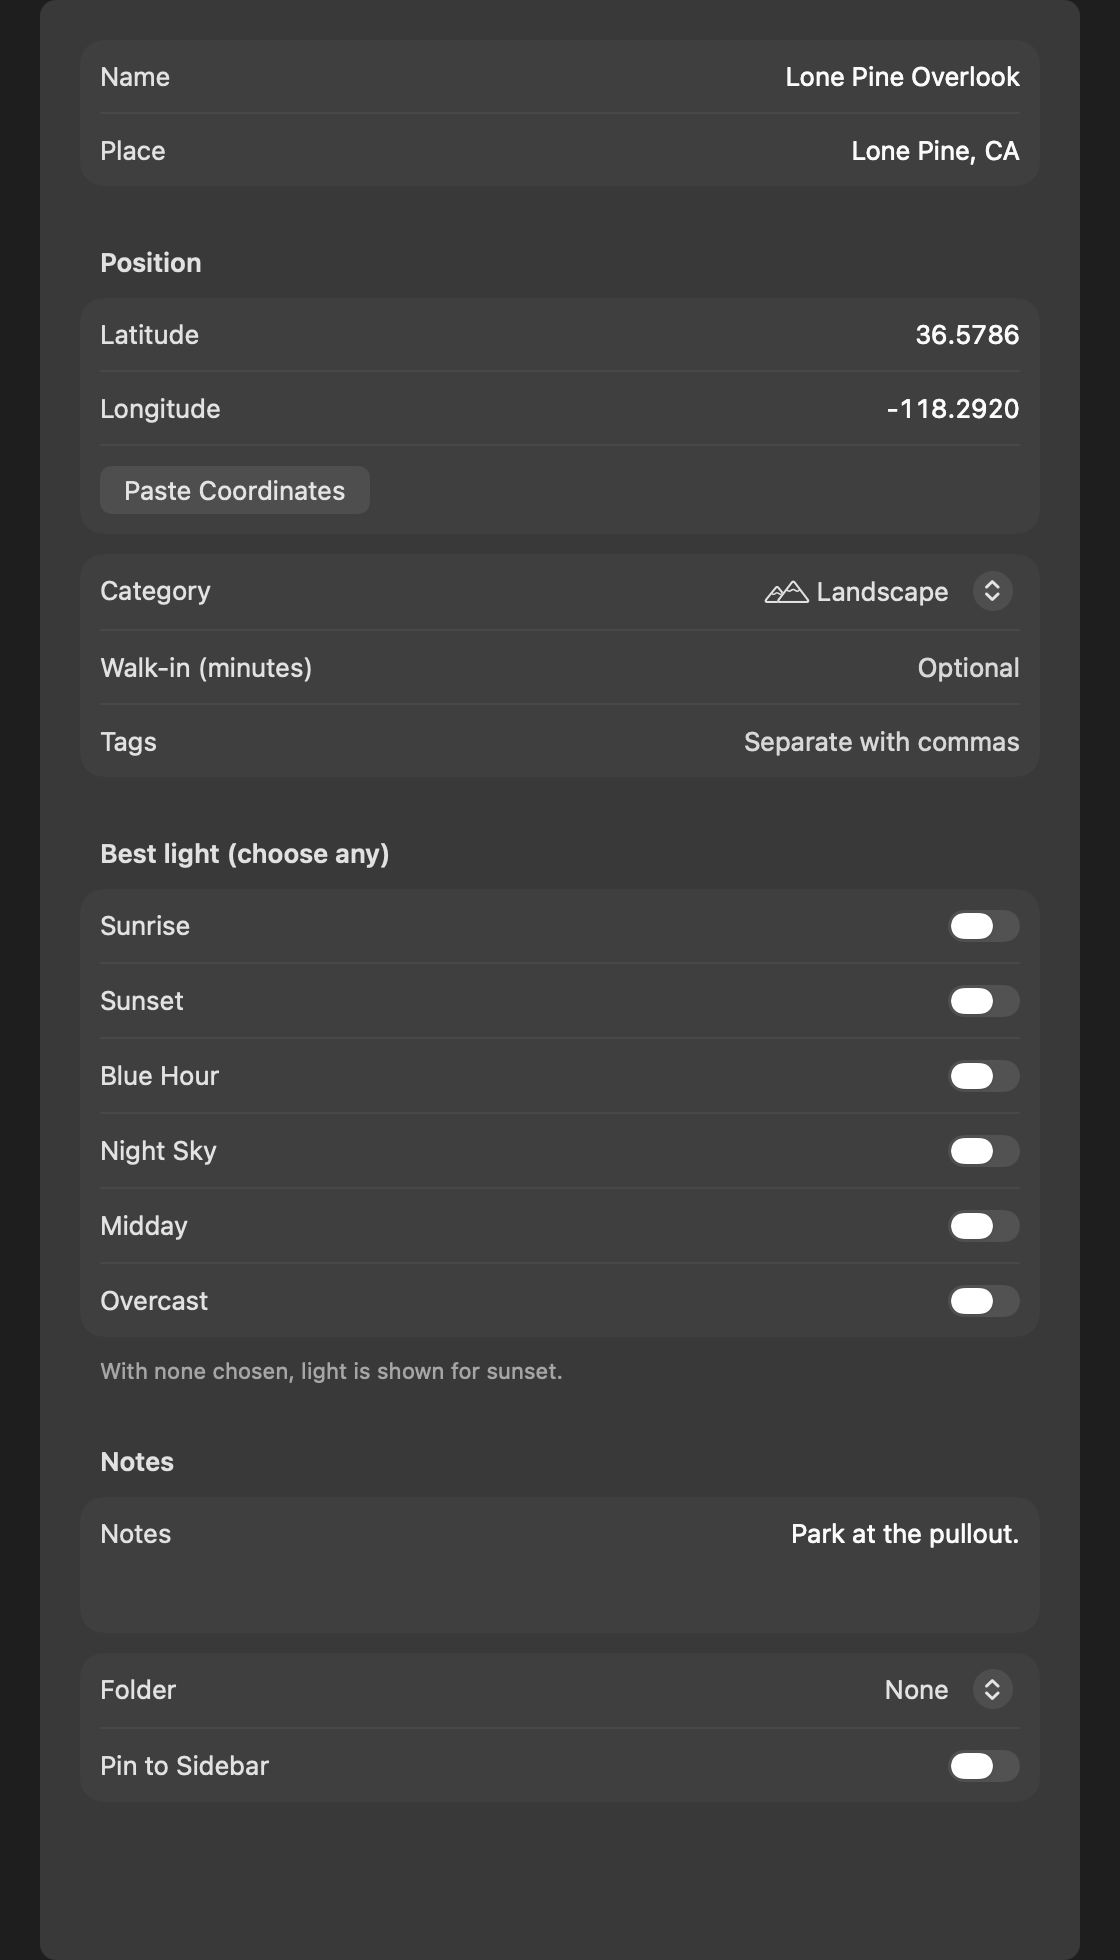 Name Lone Pine Overlook
Place Lone Pine, CA
Position
Latitude 36.5786
Longitude -118.2920
Paste Coordinates
Category Landscape
Walk-in (minutes) Optional
Tags Separate with commas
Best light (choose any)
Sunrise
Sunset
Blue Hour
Night Sky
Midday
Overcast
With none chosen, light is shown for sunset.
Notes
Notes Park at the pullout.
Folder None
Pin to Sidebar